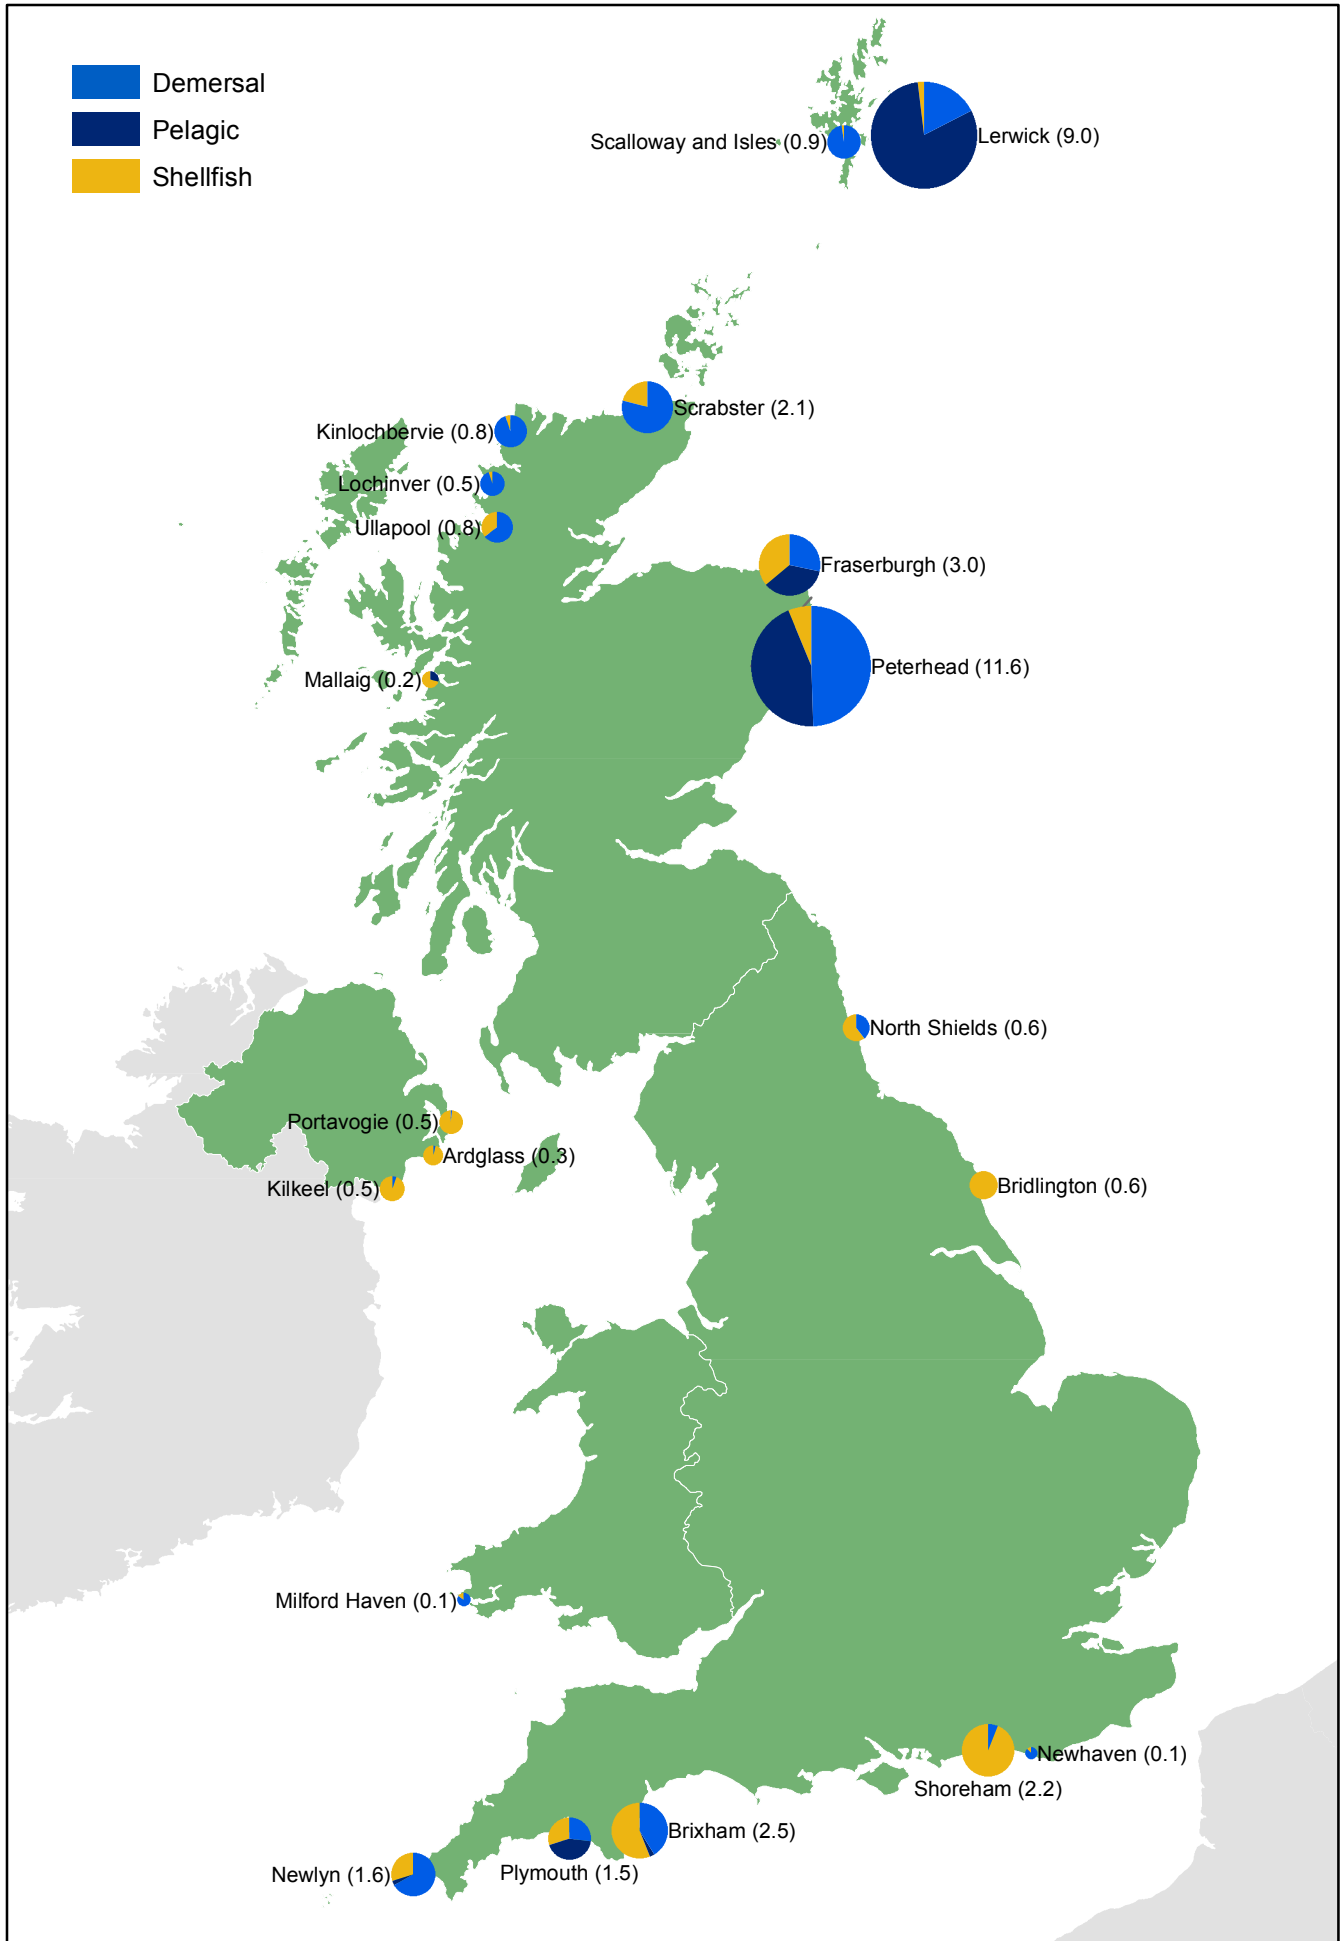 Demersal
Pelagic
Shellfish
Scalloway and Isles (0.9)
Lerwick (9.0)
Scrabster (2.1)
Kinlochbervie (0.8)
Lochinver (0.5)
Ullapool (0.8)
Fraserburgh (3.0)
Peterhead (11.6)
Mallaig (0.2)
North Shields (0.6)
Portavogie (0.5)
Ardglass (0.3)
Kilkeel (0.5)
Bridlington (0.6)
Milford Haven (0.1)
Newhaven (0.1)
Shoreham (2.2)
Brixham (2.5)
Plymouth (1.5)
Newlyn (1.6)